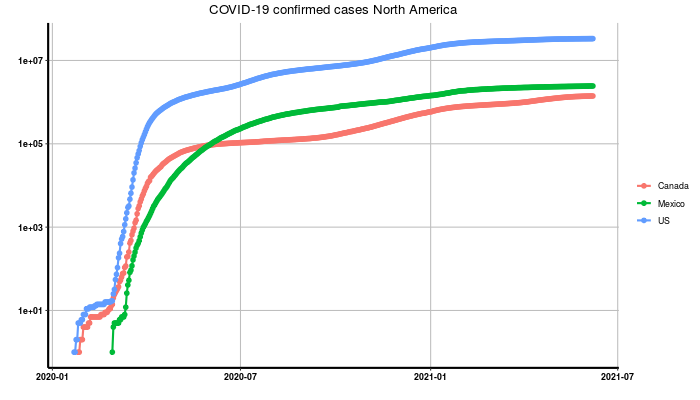 COVID-19 confirmed cases North America
1e+07
1e+05
1e+03
1e+01
2020-01
2020-07
2021-01
2021-07
Canada
Mexico
US